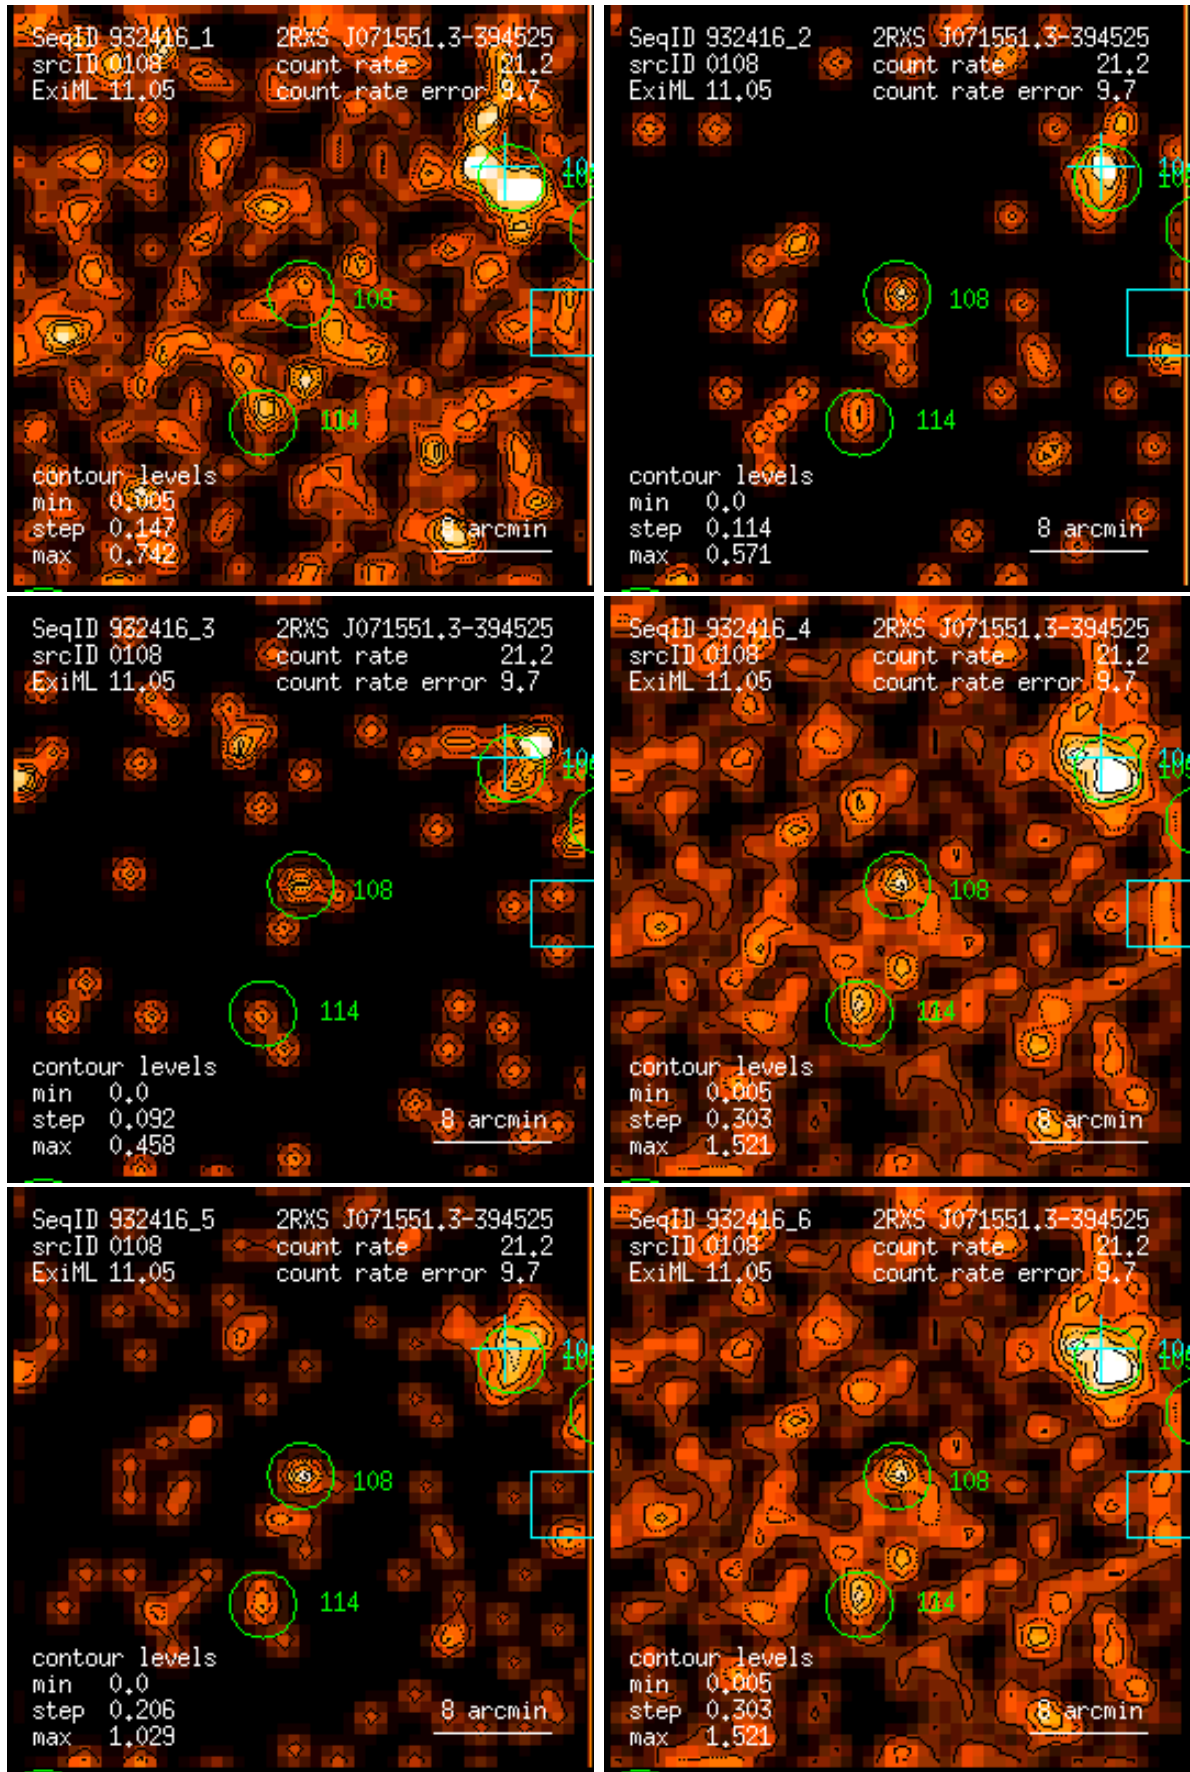 SeqID 932416_1 2RXS J071551.3-394525
srcID 0108 count rate 21.2
ExiML 11.05 count rate error 9.7
108
114
contour levels
min 0.005
step 0.147 8 arcmin
max 0.742
SeqID 932416_2 2RXS J071551.3-394525
srcID 0108 count rate 21.2
ExiML 11.05 count rate error 9.7
108
114
contour levels
min 0.0
step 0.114 8 arcmin
max 0.571
SeqID 932416_3 2RXS J071551.3-394525
srcID 0108 count rate 21.2
ExiML 11.05 count rate error 9.7
108
114
contour levels
min 0.0
step 0.092 8 arcmin
max 0.458
SeqID 932416_4 2RXS J071551.3-394525
srcID 0108 count rate 21.2
ExiML 11.05 count rate error 9.7
108
114
contour levels
min 0.005
step 0.303 8 arcmin
max 1.521
SeqID 932416_5 2RXS J071551.3-394525
srcID 0108 count rate 21.2
ExiML 11.05 count rate error 9.7
108
114
contour levels
min 0.0
step 0.206 8 arcmin
max 1.029
SeqID 932416_6 2RXS J071551.3-394525
srcID 0108 count rate 21.2
ExiML 11.05 count rate error 9.7
108
114
contour levels
min 0.005
step 0.303 8 arcmin
max 1.521